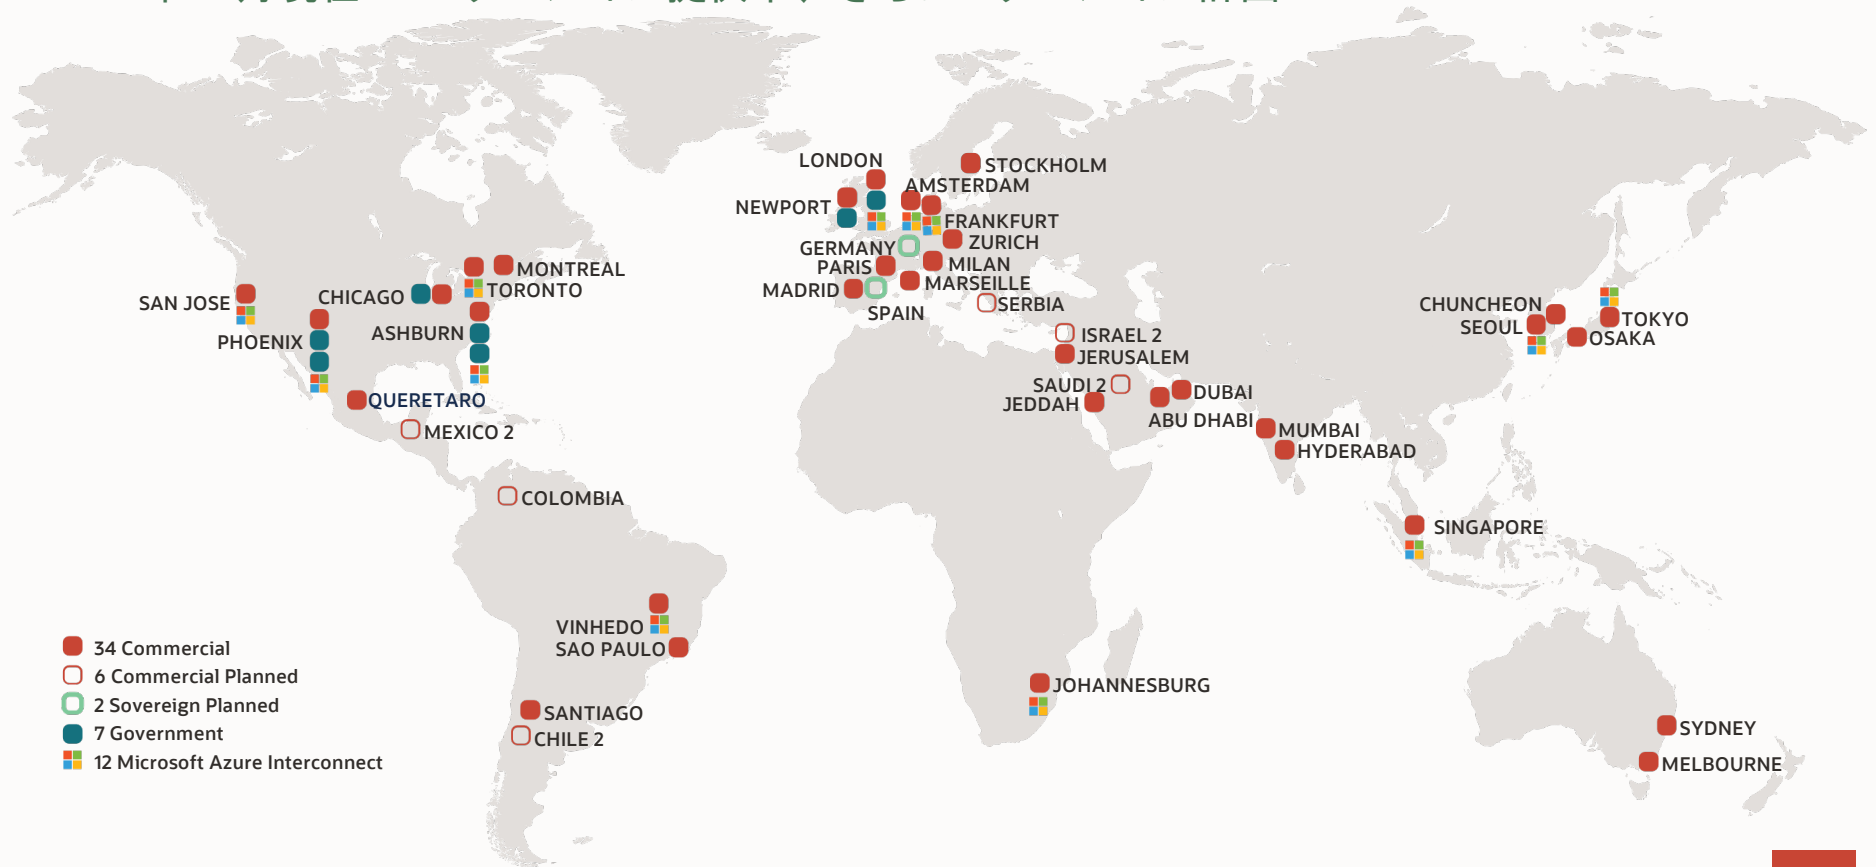 LONDON
STOCKHOLM
AMSTERDAM
NEWPORT
FRANKFURT
GERMANY
ZURICH
PARIS
MILAN
MADRID
MARSEILLE
SPAIN
SERBIA
MONTREAL
CHICAGO
TORONTO
SAN JOSE
ASHBURN
PHOENIX
QUERETARO
MEXICO 2
COLOMBIA
ISRAEL 2
JERUSALEM
SAUDI 2
JEDDAH
DUBAI
ABU DHABI
MUMBAI
HYDERABAD
CHUNCHEON
SEOUL
TOKYO
OSAKA
SINGAPORE
VINHEDO
SAO PAULO
SANTIAGO
CHILE 2
JOHANNESBURG
SYDNEY
MELBOURNE
34 Commercial
6 Commercial Planned
2 Sovereign Planned
7 Government
12 Microsoft Azure Interconnect